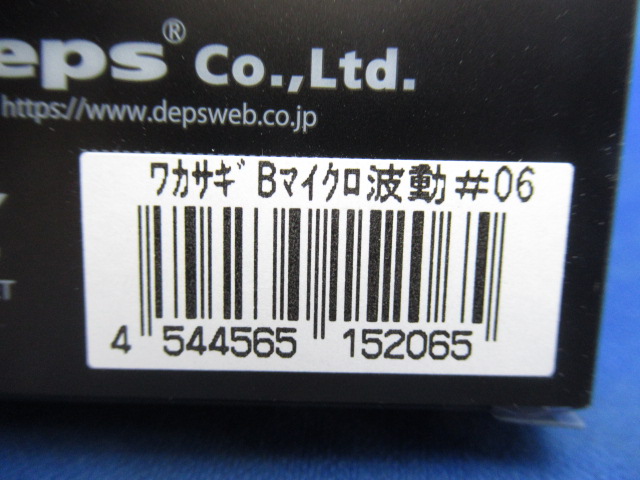 deps® Co.,Ltd.
https://www.depsweb.co.jp
ﾜｶｻｷﾞ Bマイクロ波動 #06
4 544565 152065